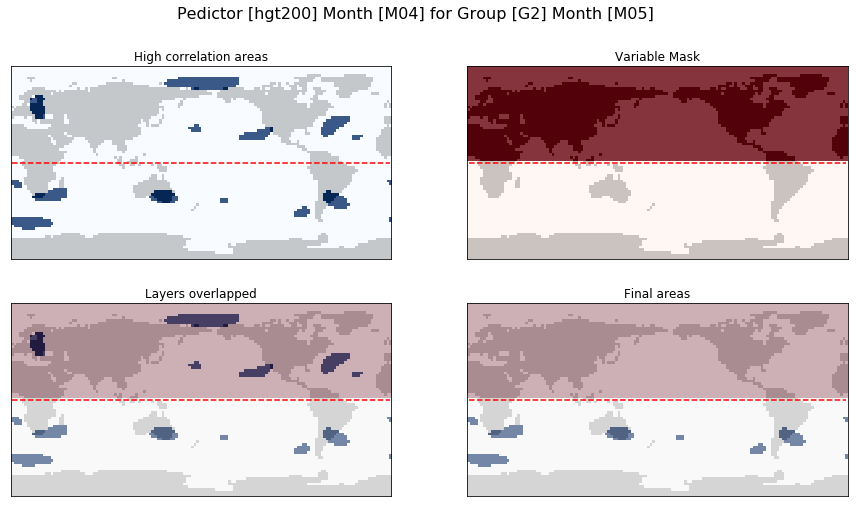 Pedictor [hgt200] Month [M04] for Group [G2] Month [M05]
High correlation areas
Variable Mask
Layers overlapped
Final areas